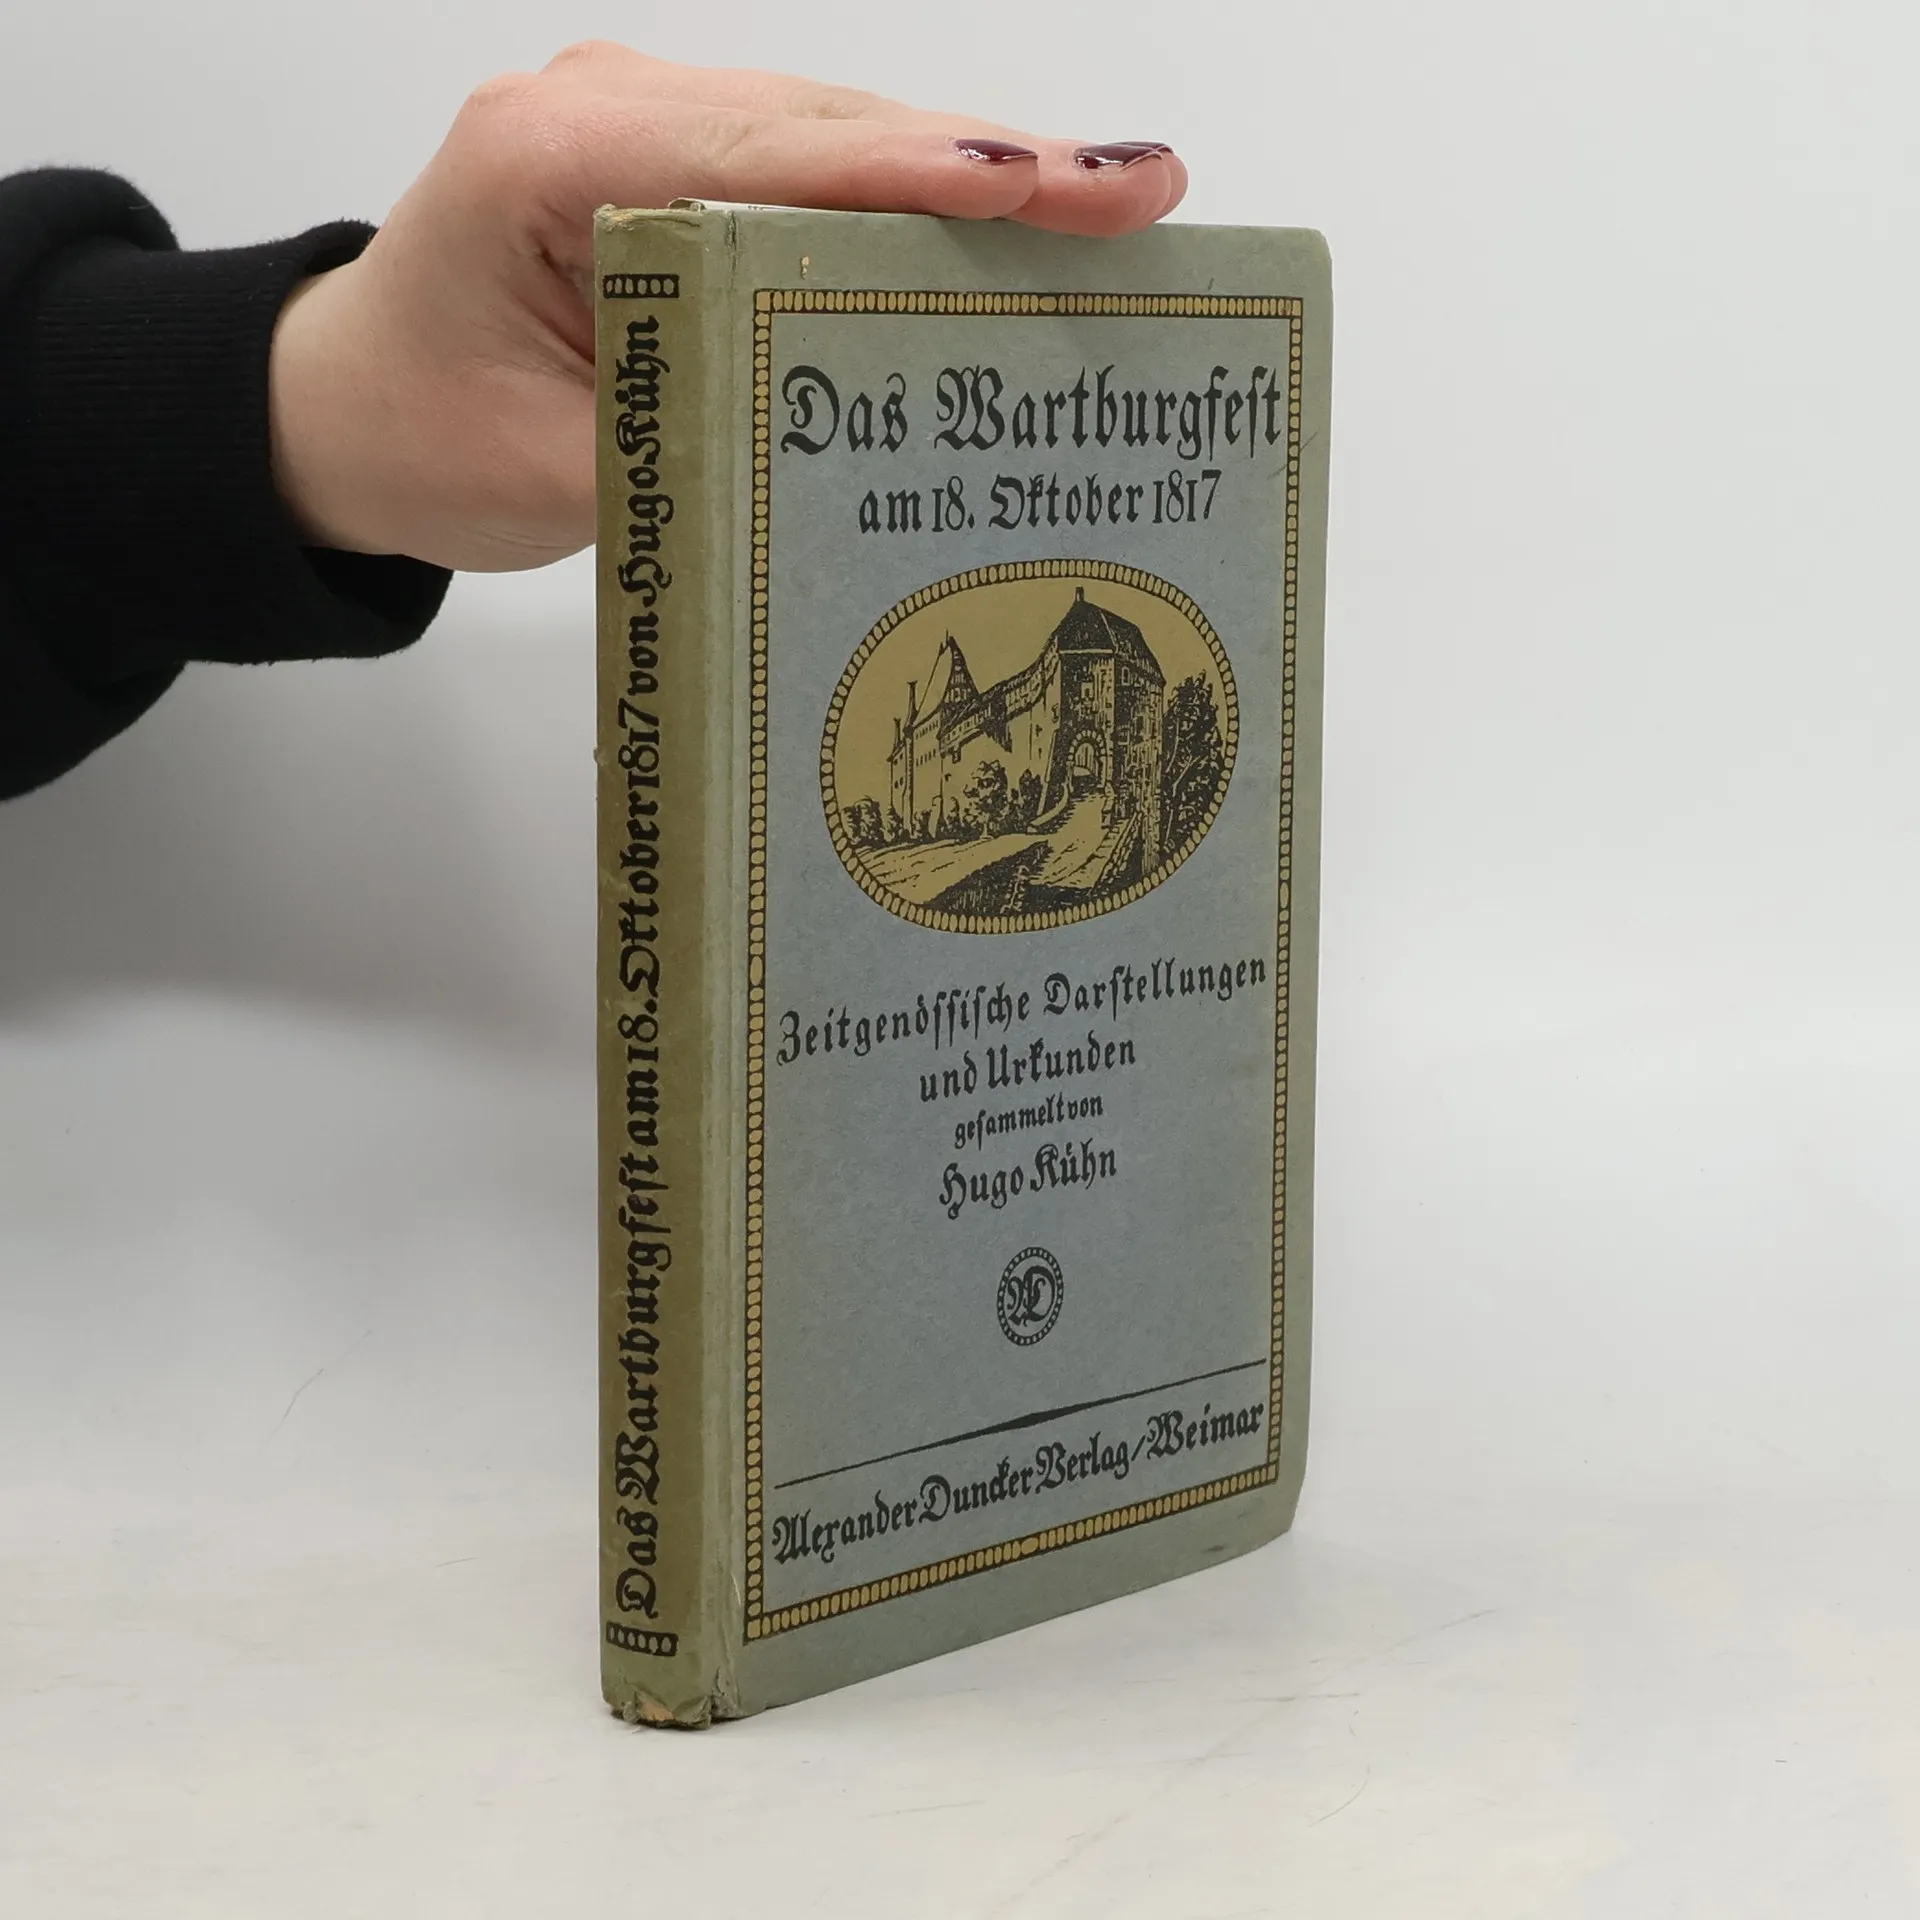 Das Wartburgfest am 18. Oktober 1817 von Hugo Kühn
Das Wartburgfest
am 18. Oktober 1817
Zeitgenössische Darstellungen
und Urkunden
gesammelt von
Hugo Kühn
AD
Alexander Duncker Verlag / Weimar